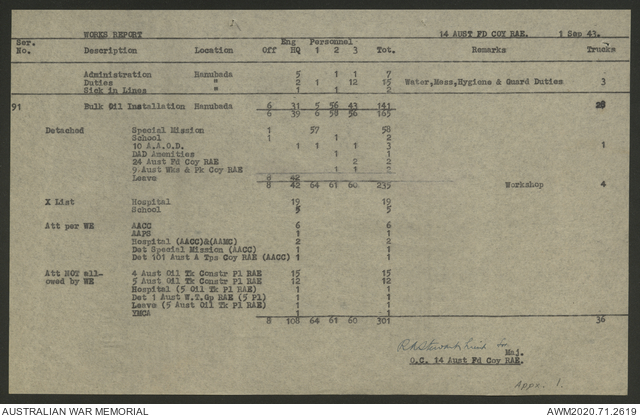 WORKS REPORT 14 AUST FD COY RAE. 1 Sep 43.
Ser. Eng Personnel
No. Description Location Off HQ 1 2 3 Tot. Remarks Trucks
Administration Hanubada 5 1 1 7
Duties " 2 1 12 15 Water,Mess,Hygiene & Guard Duties 3
Sick in Lines " 1 1 2
91 Bulk Oil Installation Hanubada 6 31 5 56 43 141
6 39 6 58 56 165
Detached Special Mission 1 57 58
School 1 1 2
10 A.A.O.D. 1 1 1 3 1
DAD Amenities 1 1
24 Aust Fd Coy RAE 2 2
9 Aust Wks & Pk Coy RAE 1 1 2
Leave
8 42 64 61 60 235 Workshop 4
X List Hospital 19 19
School 5 5
Att per WE AACC 6 6
AAPS 1 1
Hospital (AACC)&(AAMC) 2 2
Det Special Mission (AACC) 1 1
Det 101 Aust A Tps Coy RAE (AACC) 1 1
Att NOT all- 4 Aust Oil Tk Constr Pl RAE 15 15
owed by WE 5 Aust Oil Tk Constr Pl RAE 12 12
Hospital (5 Oil Tk Pl RAE) 1 1
Det 1 Aust W.T.Gp RAE (5 Pl) 1 1
Leave (5 Aust Oil Tk Pl RAE) 1 1
YMCA 1 1
8 108 64 61 60 301 36
Maj.
O.C. 14 Aust Fd Coy RAE.
Appx. 1.
AUSTRALIAN WAR MEMORIAL AWM2020.71.2619